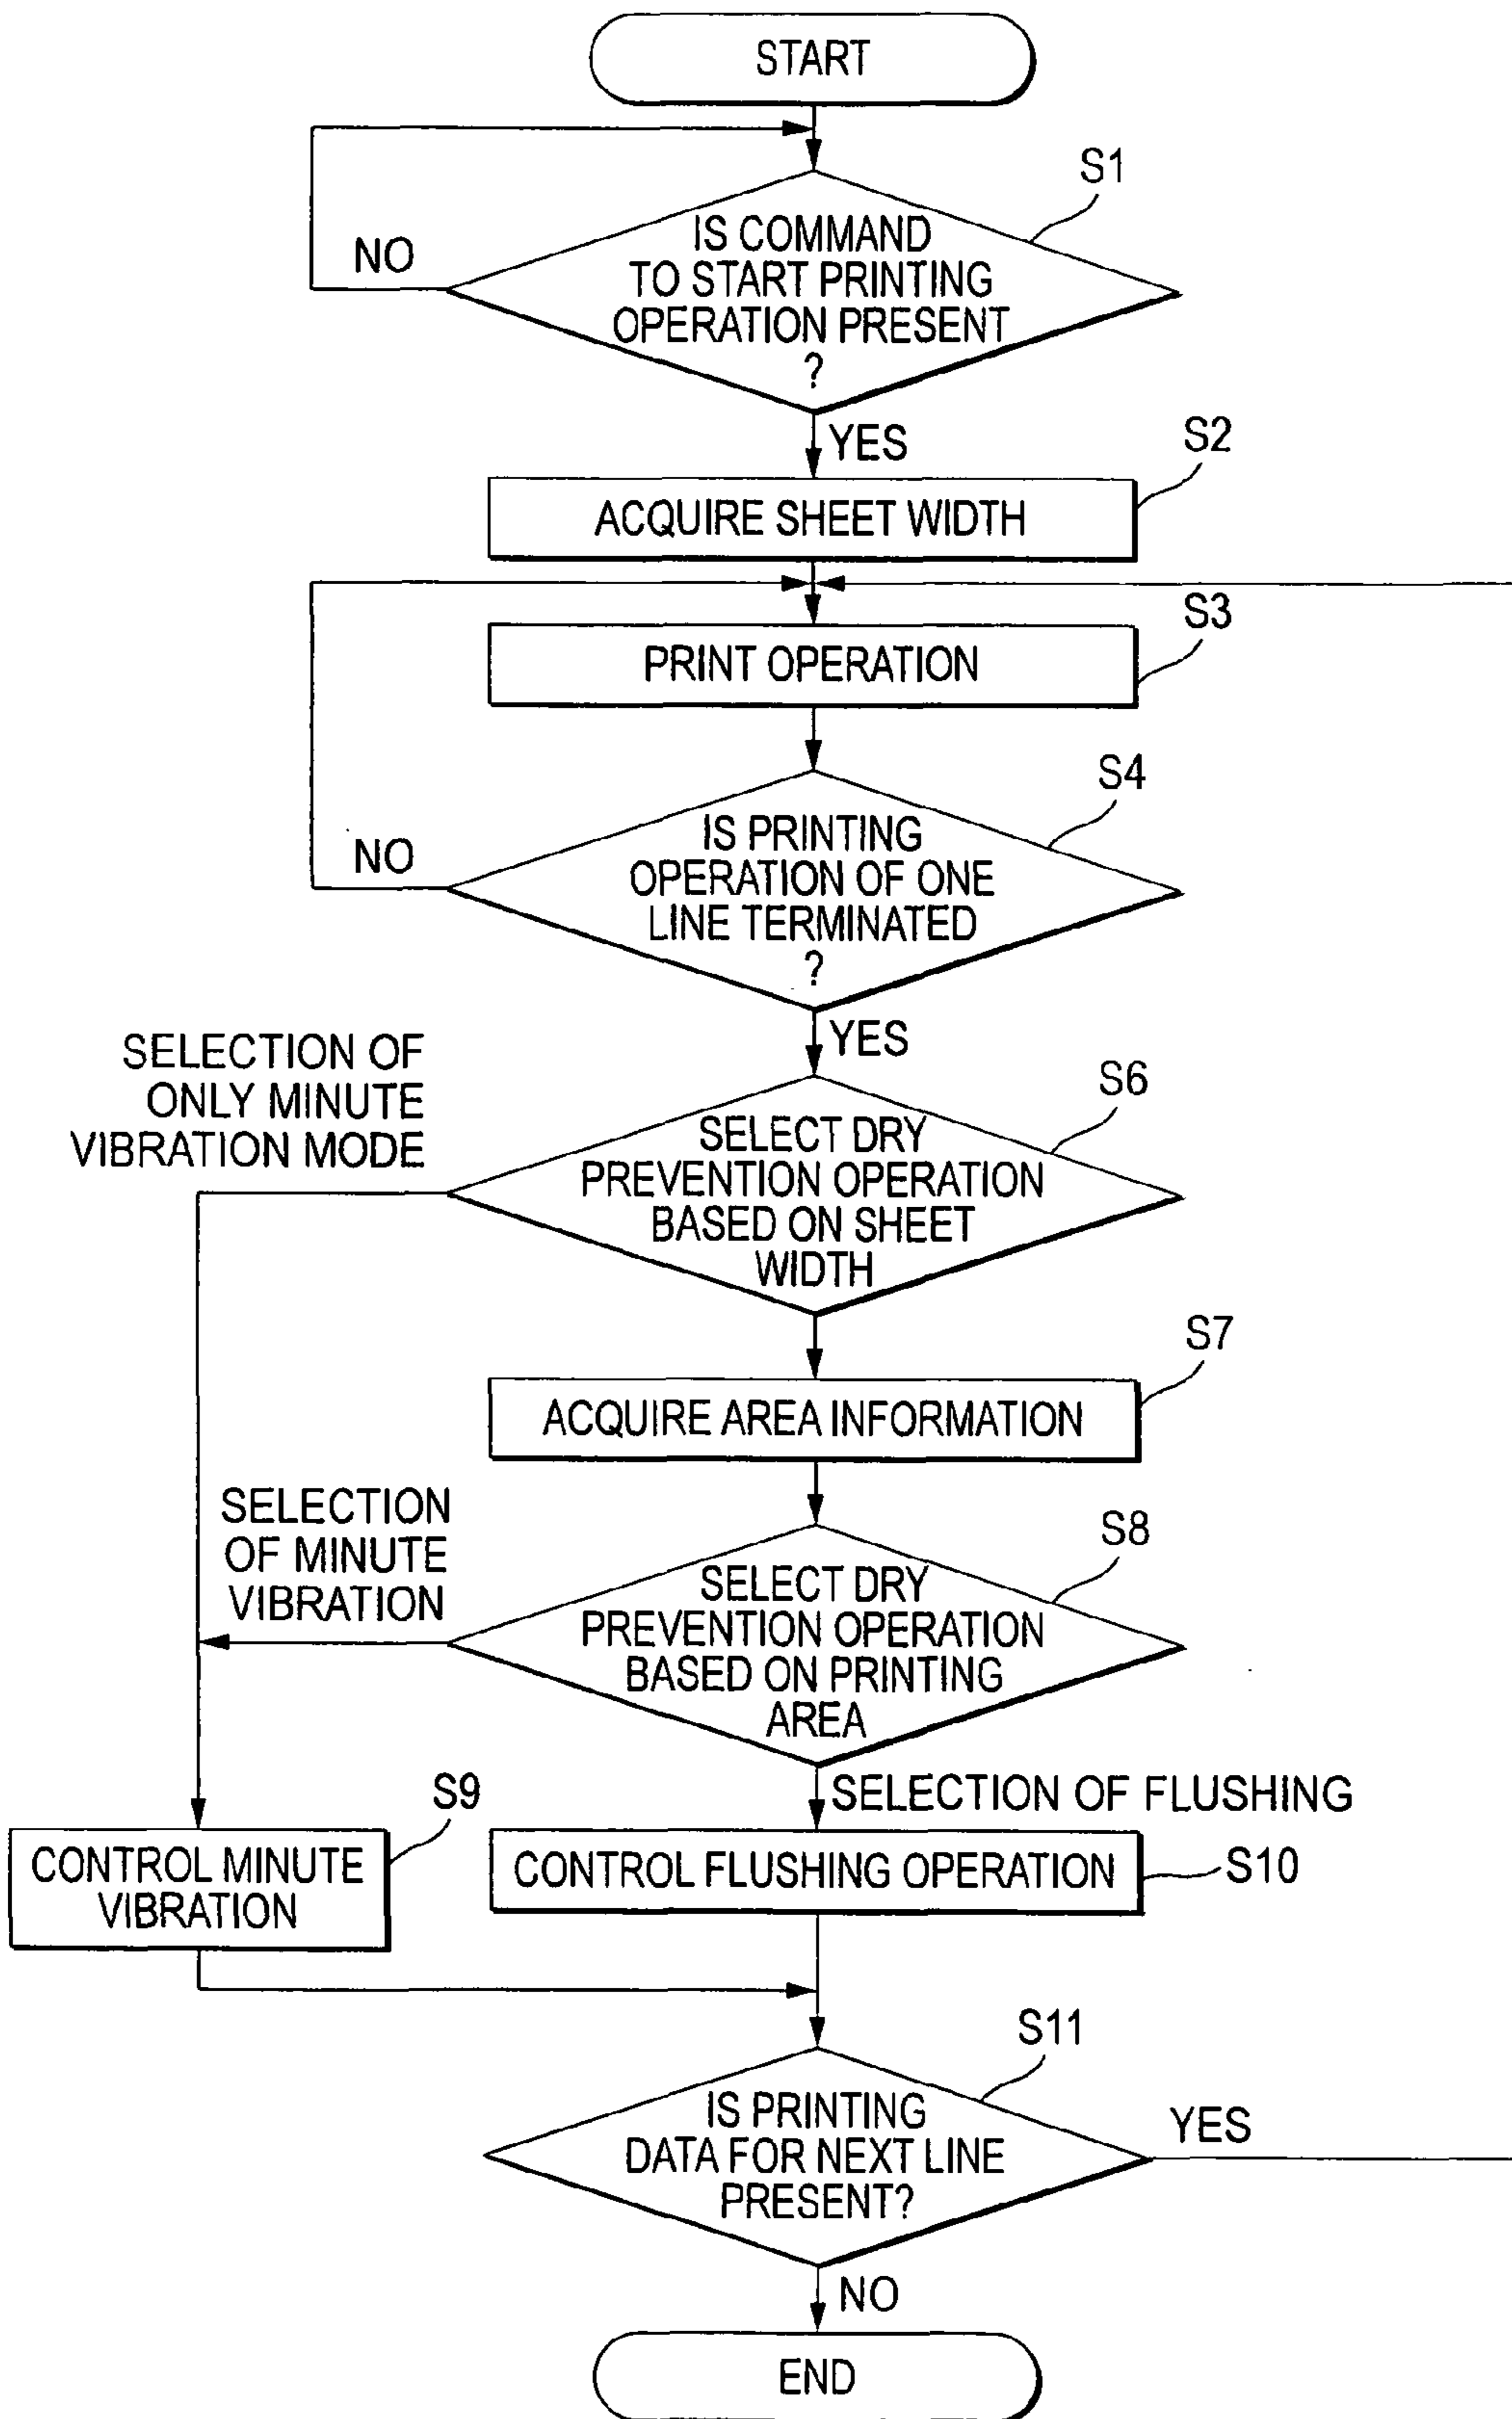 START
S1
IS COMMAND
TO START PRINTING
OPERATION PRESENT
?
NO
YES
S2
ACQUIRE SHEET WIDTH
S3
PRINT OPERATION
S4
IS PRINTING
OPERATION OF ONE
LINE TERMINATED
?
NO
YES
SELECTION OF
ONLY MINUTE
VIBRATION MODE
S6
SELECT DRY
PREVENTION OPERATION
BASED ON SHEET
WIDTH
S7
ACQUIRE AREA INFORMATION
SELECTION
OF MINUTE
VIBRATION
S8
SELECT DRY
PREVENTION OPERATION
BASED ON PRINTING
AREA
SELECTION OF FLUSHING
S9
CONTROL MINUTE
VIBRATION
CONTROL FLUSHING OPERATION
S10
S11
IS PRINTING
DATA FOR NEXT LINE
PRESENT?
YES
NO
END